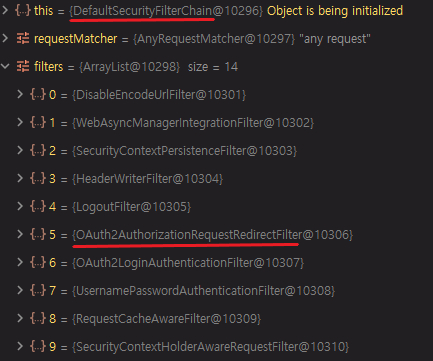 this = {DefaultSecurityFilterChain@10296} Object is being initialized
requestMatcher = {AnyRequestMatcher@10297} "any request"
filters = {ArrayList@10298} size = 14
0 = {DisableEncodeUrlFilter@10301}
1 = {WebAsyncManagerIntegrationFilter@10302}
2 = {SecurityContextPersistenceFilter@10303}
3 = {HeaderWriterFilter@10304}
4 = {LogoutFilter@10305}
5 = {OAuth2AuthorizationRequestRedirectFilter@10306}
6 = {OAuth2LoginAuthenticationFilter@10307}
7 = {UsernamePasswordAuthenticationFilter@10308}
8 = {RequestCacheAwareFilter@10309}
9 = {SecurityContextHolderAwareRequestFilter@10310}